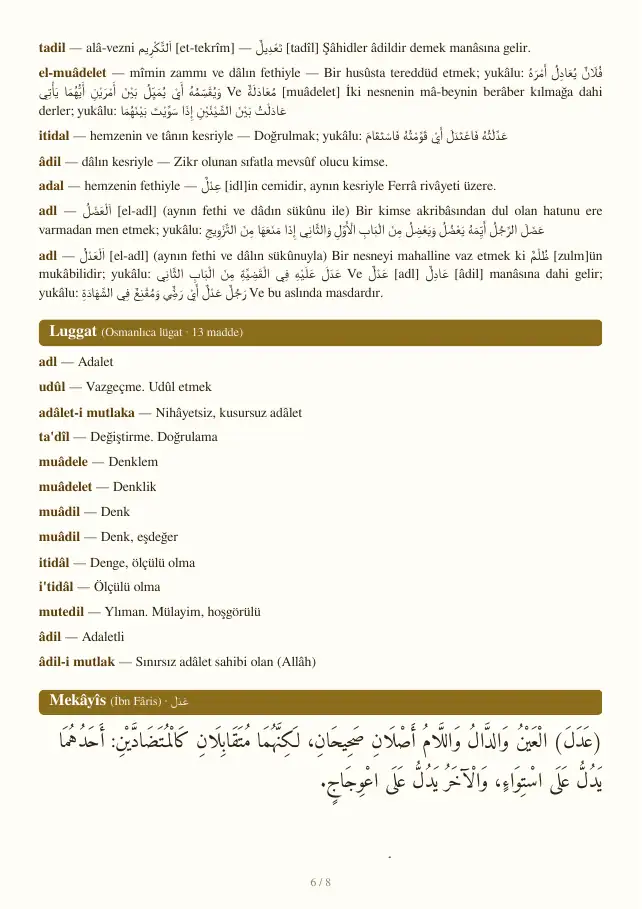 tadil — alâ-vezni اَلتَّكْرِيم [et-tekrîm] — تَعْدِيلٌ [tadîl] Şâhidler âdildir demek manâsına gelir.
el-muâdelet — mîmin zammı ve dâlın fethiyle — Bir husûsta tereddüd etmek; yukâlu: فُلَانٌ يُعَادِلُ أَمْرَهُ
وَيُقَسِّمُهُ أَيْ يُمَيِّلُ بَيْنَ أَمْرَيْنِ أَيُّهُمَا يَأْتِي Ve مُعَادَلَةٌ [muâdelet] İki nesnenin mâ-beynin berâber kılmağa dahi
derler; yukâlu: عَادَلْتُ بَيْنَ الشَّيْئَيْنِ إِذَا سَوَّيْتَ بَيْنَهُمَا
itidal — hemzenin ve tânın kesriyle — Doğrulmak; yukâlu: عَدَّلْتُهُ فَاعْتَدَلَ أَيْ قَوَّمْتُهُ فَاسْتَقَامَ
âdil — dâlın kesriyle — Zikr olunan sıfatla mevsûf olucu kimse.
adal — hemzenin fethiyle — عِدْلٌ [idl]in cemidir, aynın kesriyle Ferrâ rivâyeti üzere.
adl — اَلْعَضْلُ [el-adl] (aynın fethi ve dâdın sükûnu ile) Bir kimse akribâsından dul olan hatunu ere
varmadan men etmek; yukâlu: عَضَلَ الرَّجُلُ أَيِّمَهُ يَعْضُلُ وَيَعْضِلُ مِنَ الْبَابِ الْأَوَّلِ وَالثَّانِي إِذَا مَنَعَهَا مِنَ التَّزْوِيجِ
adl — اَلْعَدْلُ [el-adl] (aynın fethi ve dâlın sükûnuyla) Bir nesneyi mahalline vaz etmek ki ظُلْمٌ [zulm]ün
mukâbilidir; yukâlu: عَدَلَ عَلَيْهِ فِي الْقَضِيَّةِ مِنَ الْبَابِ الثَّانِي Ve عَدْلٌ [adl] عَادِلٌ [âdil] manâsına dahi gelir;
yukâlu: رَجُلٌ عَدْلٌ أَيْ رَضِيٌّ وَمُقْنِعٌ فِي الشَّهَادَةِ Ve bu aslında masdardır.
Luggat (Osmanlıca lügat · 13 madde)
adl — Adalet
udûl — Vazgeçme. Udûl etmek
adâlet-i mutlaka — Nihâyetsiz, kusursuz adâlet
ta'dîl — Değiştirme. Doğrulama
muâdele — Denklem
muâdelet — Denklik
muâdil — Denk
muâdil — Denk, eşdeğer
itidâl — Denge, ölçülü olma
i'tidâl — Ölçülü olma
mutedil — Ylıman. Mülayim, hoşgörülü
âdil — Adaletli
âdil-i mutlak — Sınırsız adâlet sahibi olan (Allâh)
Mekâyîs (İbn Fâris) · عَدَلَ
(عَدَلَ) الْعَيْنُ وَالدَّالُ وَاللَّامُ أَصْلَانِ صَحِيحَانِ، لَكِنَّهُمَا مُتَقَابِلَانِ كَالْمُتَضَادَّيْنِ: أَحَدُهُمَا
يَدُلُّ عَلَى اسْتِوَاءٍ، وَالْآخَرُ يَدُلُّ عَلَى اعْوِجَاجٍ.
6 / 8